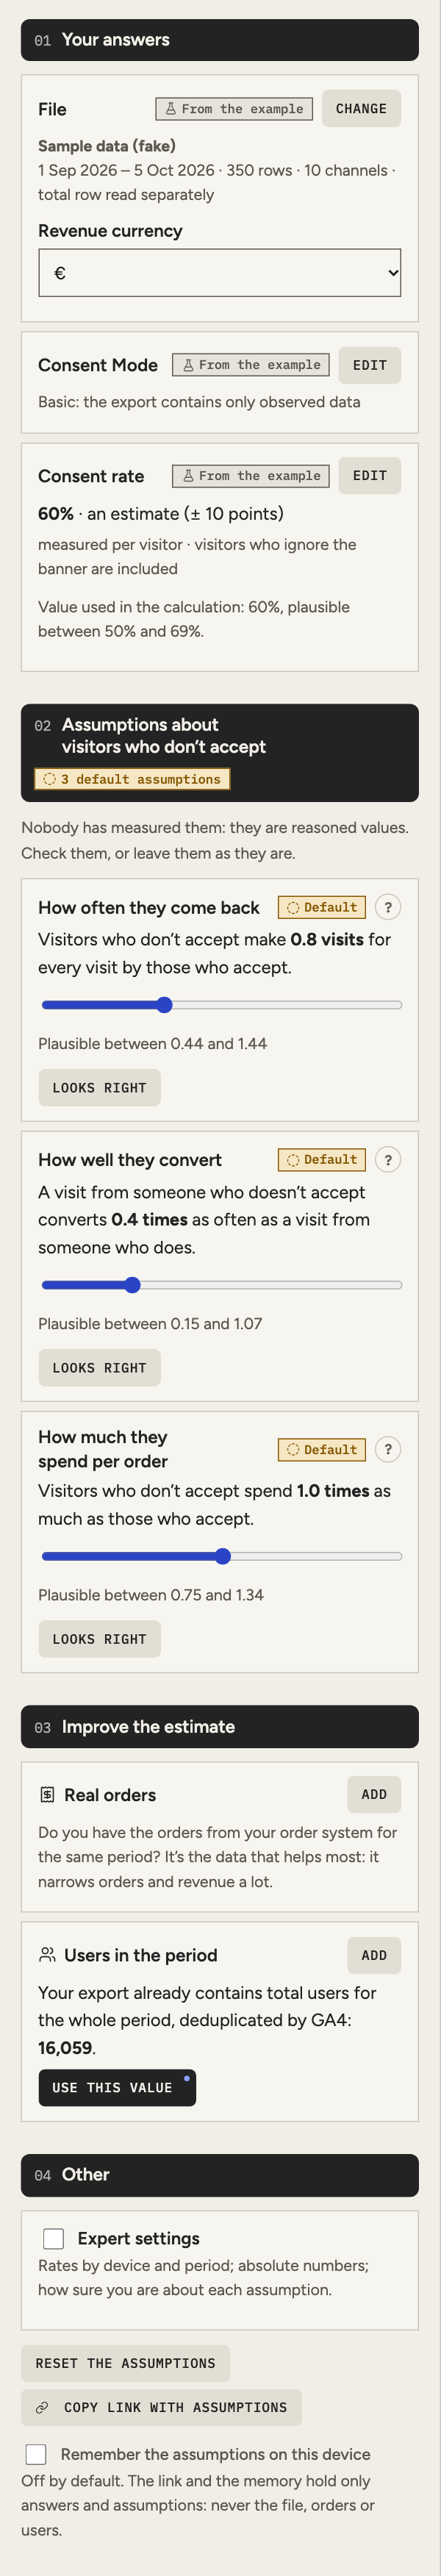 01 Your answers
File
From the example
CHANGE
Sample data (fake)
1 Sep 2026 – 5 Oct 2026 · 350 rows · 10 channels ·
total row read separately
Revenue currency
€
Consent Mode
From the example
EDIT
Basic: the export contains only observed data
Consent rate
From the example
EDIT
60% · an estimate (± 10 points)
measured per visitor · visitors who ignore the
banner are included
Value used in the calculation: 60%, plausible
between 50% and 69%.
02 Assumptions about
visitors who don’t accept
3 default assumptions
Nobody has measured them: they are reasoned values.
Check them, or leave them as they are.
How often they come back
Default
?
Visitors who don’t accept make 0.8 visits for
every visit by those who accept.
Plausible between 0.44 and 1.44
LOOKS RIGHT
How well they convert
Default
?
A visit from someone who doesn’t accept
converts 0.4 times as often as a visit from
someone who does.
Plausible between 0.15 and 1.07
LOOKS RIGHT
How much they
spend per order
Default
?
Visitors who don’t accept spend 1.0 times as
much as those who accept.
Plausible between 0.75 and 1.34
LOOKS RIGHT
03 Improve the estimate
Real orders
ADD
Do you have the orders from your order system for
the same period? It’s the data that helps most: it
narrows orders and revenue a lot.
Users in the period
ADD
Your export already contains total users for
the whole period, deduplicated by GA4:
16,059.
USE THIS VALUE
04 Other
Expert settings
Rates by device and period; absolute numbers;
how sure you are about each assumption.
RESET THE ASSUMPTIONS
COPY LINK WITH ASSUMPTIONS
Remember the assumptions on this device
Off by default. The link and the memory hold only
answers and assumptions: never the file, orders or
users.